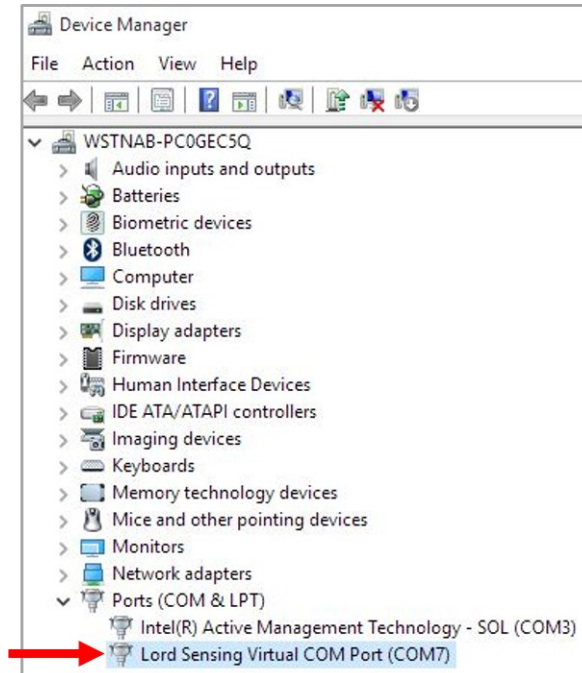 Device Manager
File Action View Help
WSTNAB-PC0GEC5Q
Audio inputs and outputs
Batteries
Biometric devices
Bluetooth
Computer
Disk drives
Display adapters
Firmware
Human Interface Devices
IDE ATA/ATAPI controllers
Imaging devices
Keyboards
Memory technology devices
Mice and other pointing devices
Monitors
Network adapters
Ports (COM & LPT)
Intel(R) Active Management Technology - SOL (COM3)
Lord Sensing Virtual COM Port (COM7)